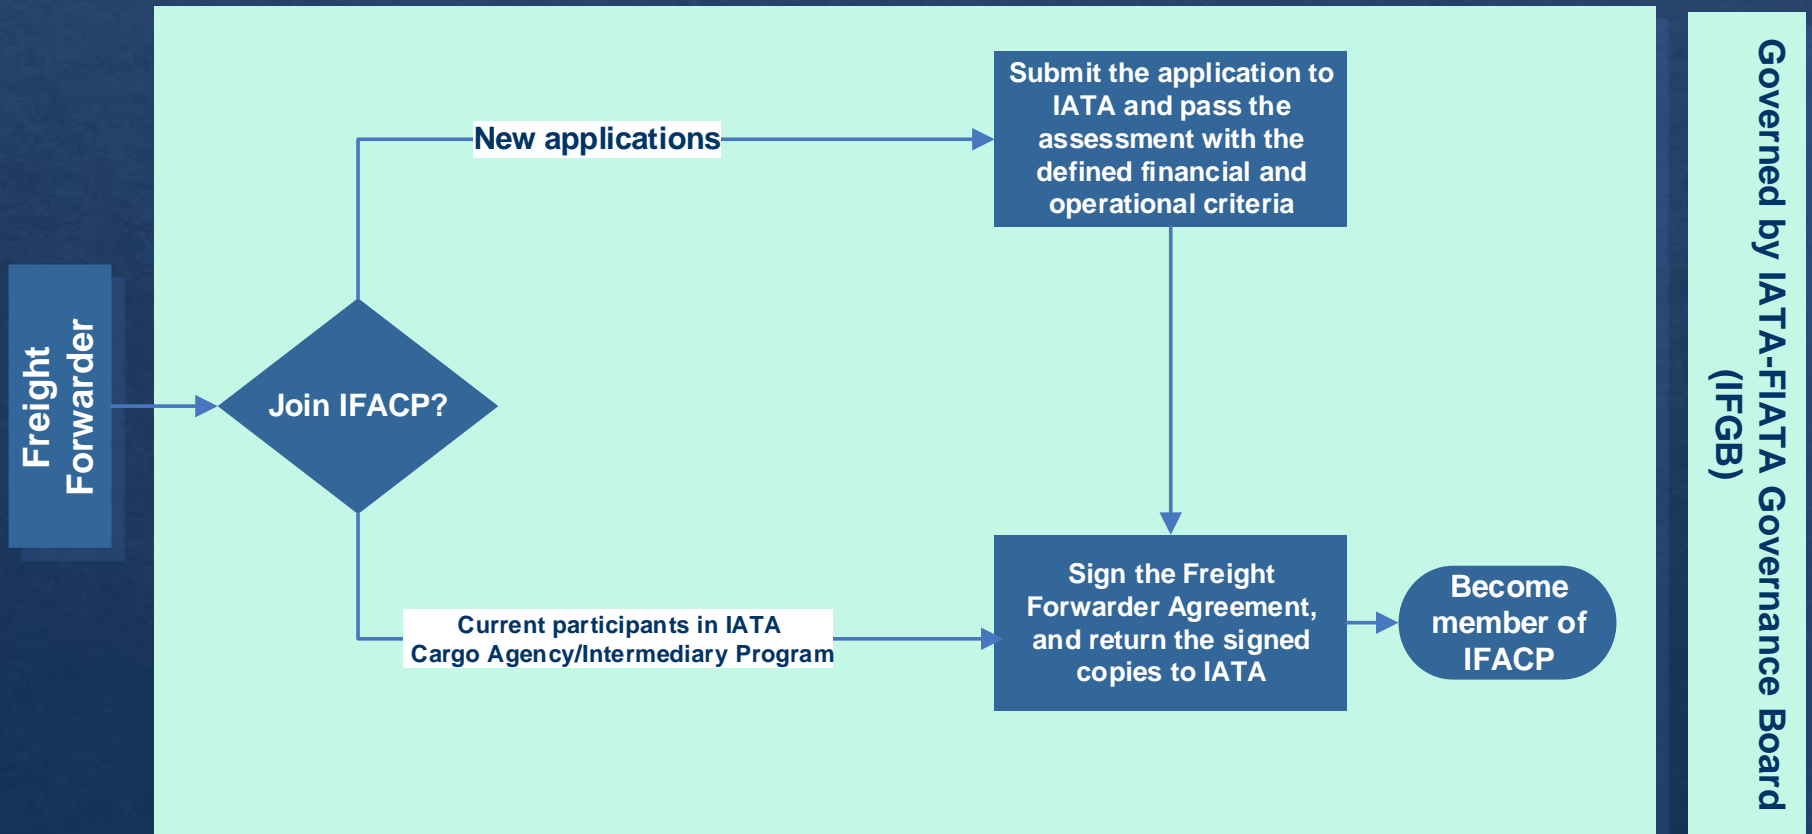 Freight
Forwarder
Join IFACP?
New applications
Submit the application to
IATA and pass the
assessment with the
defined financial and
operational criteria
Current participants in IATA
Cargo Agency/Intermediary Program
Sign the Freight
Forwarder Agreement,
and return the signed
copies to IATA
Become
member of
IFACP
Governed by IATA-FIATA Governance Board
(IFGB)